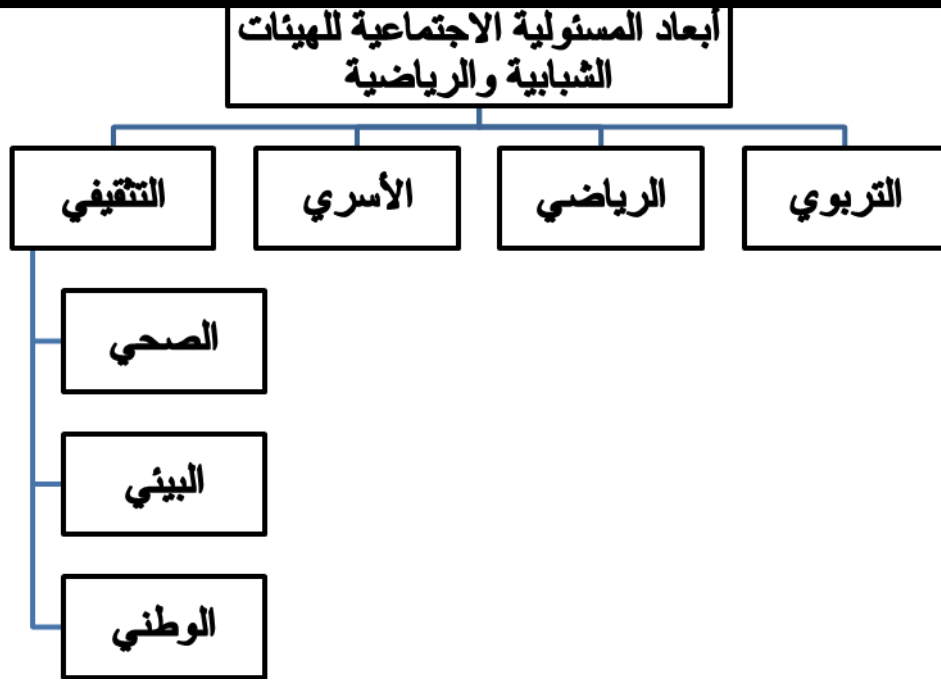 أبعاد المسئولية الاجتماعية للهيئات
الشبابية والرياضية
التربوي
الرياضي
الأسري
التثقيفي
الصحي
البيئي
الوطني